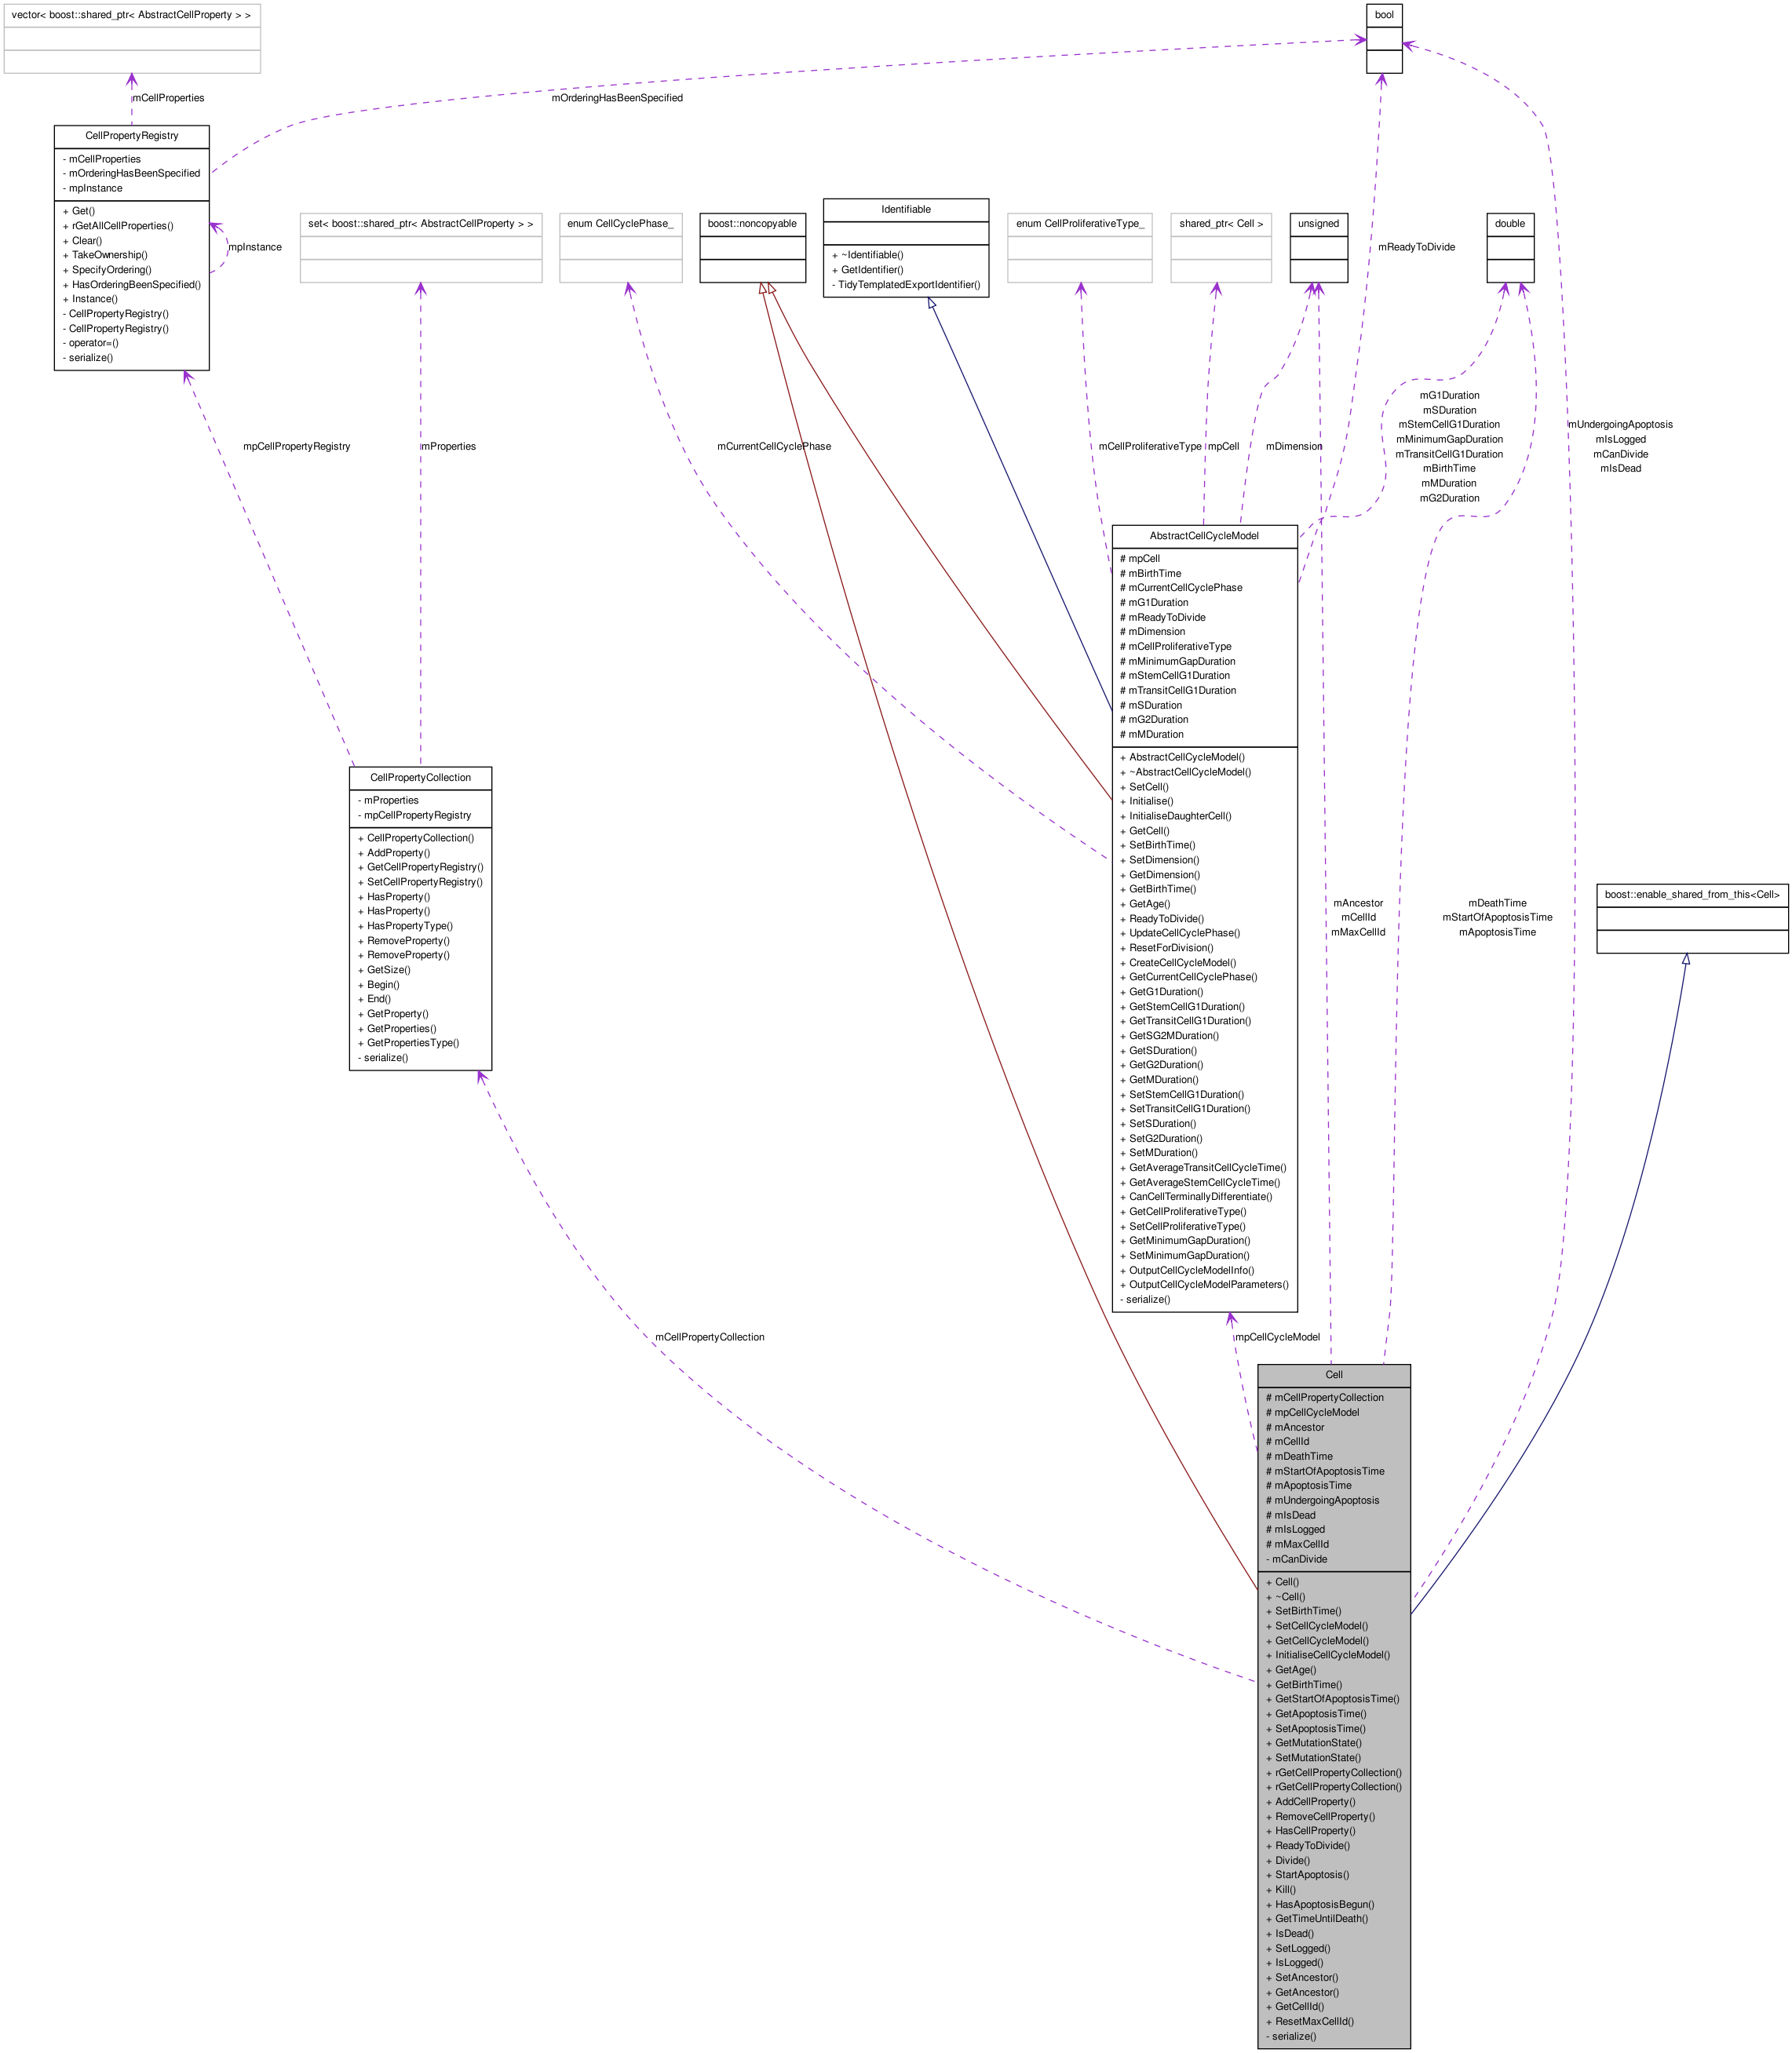 vector< boost::shared_ptr< AbstractCellProperty > >
bool
mCellProperties
mOrderingHasBeenSpecified
CellPropertyRegistry
- mCellProperties
- mOrderingHasBeenSpecified
- mpInstance
+ Get()
+ rGetAllCellProperties()
+ Clear()
+ TakeOwnership()
+ SpecifyOrdering()
+ HasOrderingBeenSpecified()
+ Instance()
- CellPropertyRegistry()
- CellPropertyRegistry()
- operator=()
- serialize()
mpInstance
set< boost::shared_ptr< AbstractCellProperty > >
enum CellCyclePhase_
boost::noncopyable
Identifiable
+ ~Identifiable()
+ GetIdentifier()
- TidyTemplatedExportIdentifier()
enum CellProliferativeType_
shared_ptr< Cell >
unsigned
double
mReadyToDivide
mpCellPropertyRegistry
mProperties
mCurrentCellCyclePhase
mCellProliferativeType
mpCell
mDimension
mG1Duration
mSDuration
mStemCellG1Duration
mMinimumGapDuration
mTransitCellG1Duration
mBirthTime
mMDuration
mG2Duration
mUndergoingApoptosis
mIsLogged
mCanDivide
mIsDead
AbstractCellCycleModel
# mpCell
# mBirthTime
# mCurrentCellCyclePhase
# mG1Duration
# mReadyToDivide
# mDimension
# mCellProliferativeType
# mMinimumGapDuration
# mStemCellG1Duration
# mTransitCellG1Duration
# mSDuration
# mG2Duration
# mMDuration
+ AbstractCellCycleModel()
+ ~AbstractCellCycleModel()
+ SetCell()
+ Initialise()
+ InitialiseDaughterCell()
+ GetCell()
+ SetBirthTime()
+ SetDimension()
+ GetDimension()
+ GetBirthTime()
+ GetAge()
+ ReadyToDivide()
+ UpdateCellCyclePhase()
+ ResetForDivision()
+ CreateCellCycleModel()
+ GetCurrentCellCyclePhase()
+ GetG1Duration()
+ GetStemCellG1Duration()
+ GetTransitCellG1Duration()
+ GetSG2MDuration()
+ GetSDuration()
+ GetG2Duration()
+ GetMDuration()
+ SetStemCellG1Duration()
+ SetTransitCellG1Duration()
+ SetSDuration()
+ SetG2Duration()
+ SetMDuration()
+ GetAverageTransitCellCycleTime()
+ GetAverageStemCellCycleTime()
+ CanCellTerminallyDifferentiate()
+ GetCellProliferativeType()
+ SetCellProliferativeType()
+ GetMinimumGapDuration()
+ SetMinimumGapDuration()
+ OutputCellCycleModelInfo()
+ OutputCellCycleModelParameters()
- serialize()
CellPropertyCollection
- mProperties
- mpCellPropertyRegistry
+ CellPropertyCollection()
+ AddProperty()
+ GetCellPropertyRegistry()
+ SetCellPropertyRegistry()
+ HasProperty()
+ HasProperty()
+ HasPropertyType()
+ RemoveProperty()
+ RemoveProperty()
+ GetSize()
+ Begin()
+ End()
+ GetProperty()
+ GetProperties()
+ GetPropertiesType()
- serialize()
mAncestor
mCellId
mMaxCellId
mDeathTime
mStartOfApoptosisTime
mApoptosisTime
boost::enable_shared_from_this<Cell>
mCellPropertyCollection
mpCellCycleModel
Cell
# mCellPropertyCollection
# mpCellCycleModel
# mAncestor
# mCellId
# mDeathTime
# mStartOfApoptosisTime
# mApoptosisTime
# mUndergoingApoptosis
# mIsDead
# mIsLogged
# mMaxCellId
- mCanDivide
+ Cell()
+ ~Cell()
+ SetBirthTime()
+ SetCellCycleModel()
+ GetCellCycleModel()
+ InitialiseCellCycleModel()
+ GetAge()
+ GetBirthTime()
+ GetStartOfApoptosisTime()
+ GetApoptosisTime()
+ SetApoptosisTime()
+ GetMutationState()
+ SetMutationState()
+ rGetCellPropertyCollection()
+ rGetCellPropertyCollection()
+ AddCellProperty()
+ RemoveCellProperty()
+ HasCellProperty()
+ ReadyToDivide()
+ Divide()
+ StartApoptosis()
+ Kill()
+ HasApoptosisBegun()
+ GetTimeUntilDeath()
+ IsDead()
+ SetLogged()
+ IsLogged()
+ SetAncestor()
+ GetAncestor()
+ GetCellId()
+ ResetMaxCellId()
- serialize()